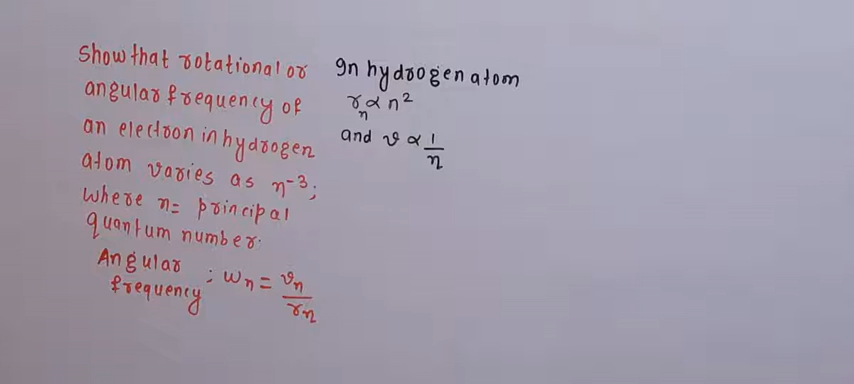 Show that rotational or
angular frequency of
an electron in hydrogen
atom varies as n⁻³;
where n= principal
quantum number.
Angular
frequency ; ωn = vn/rn
In hydrogen atom
rn ∝ n²
and v ∝ 1/n